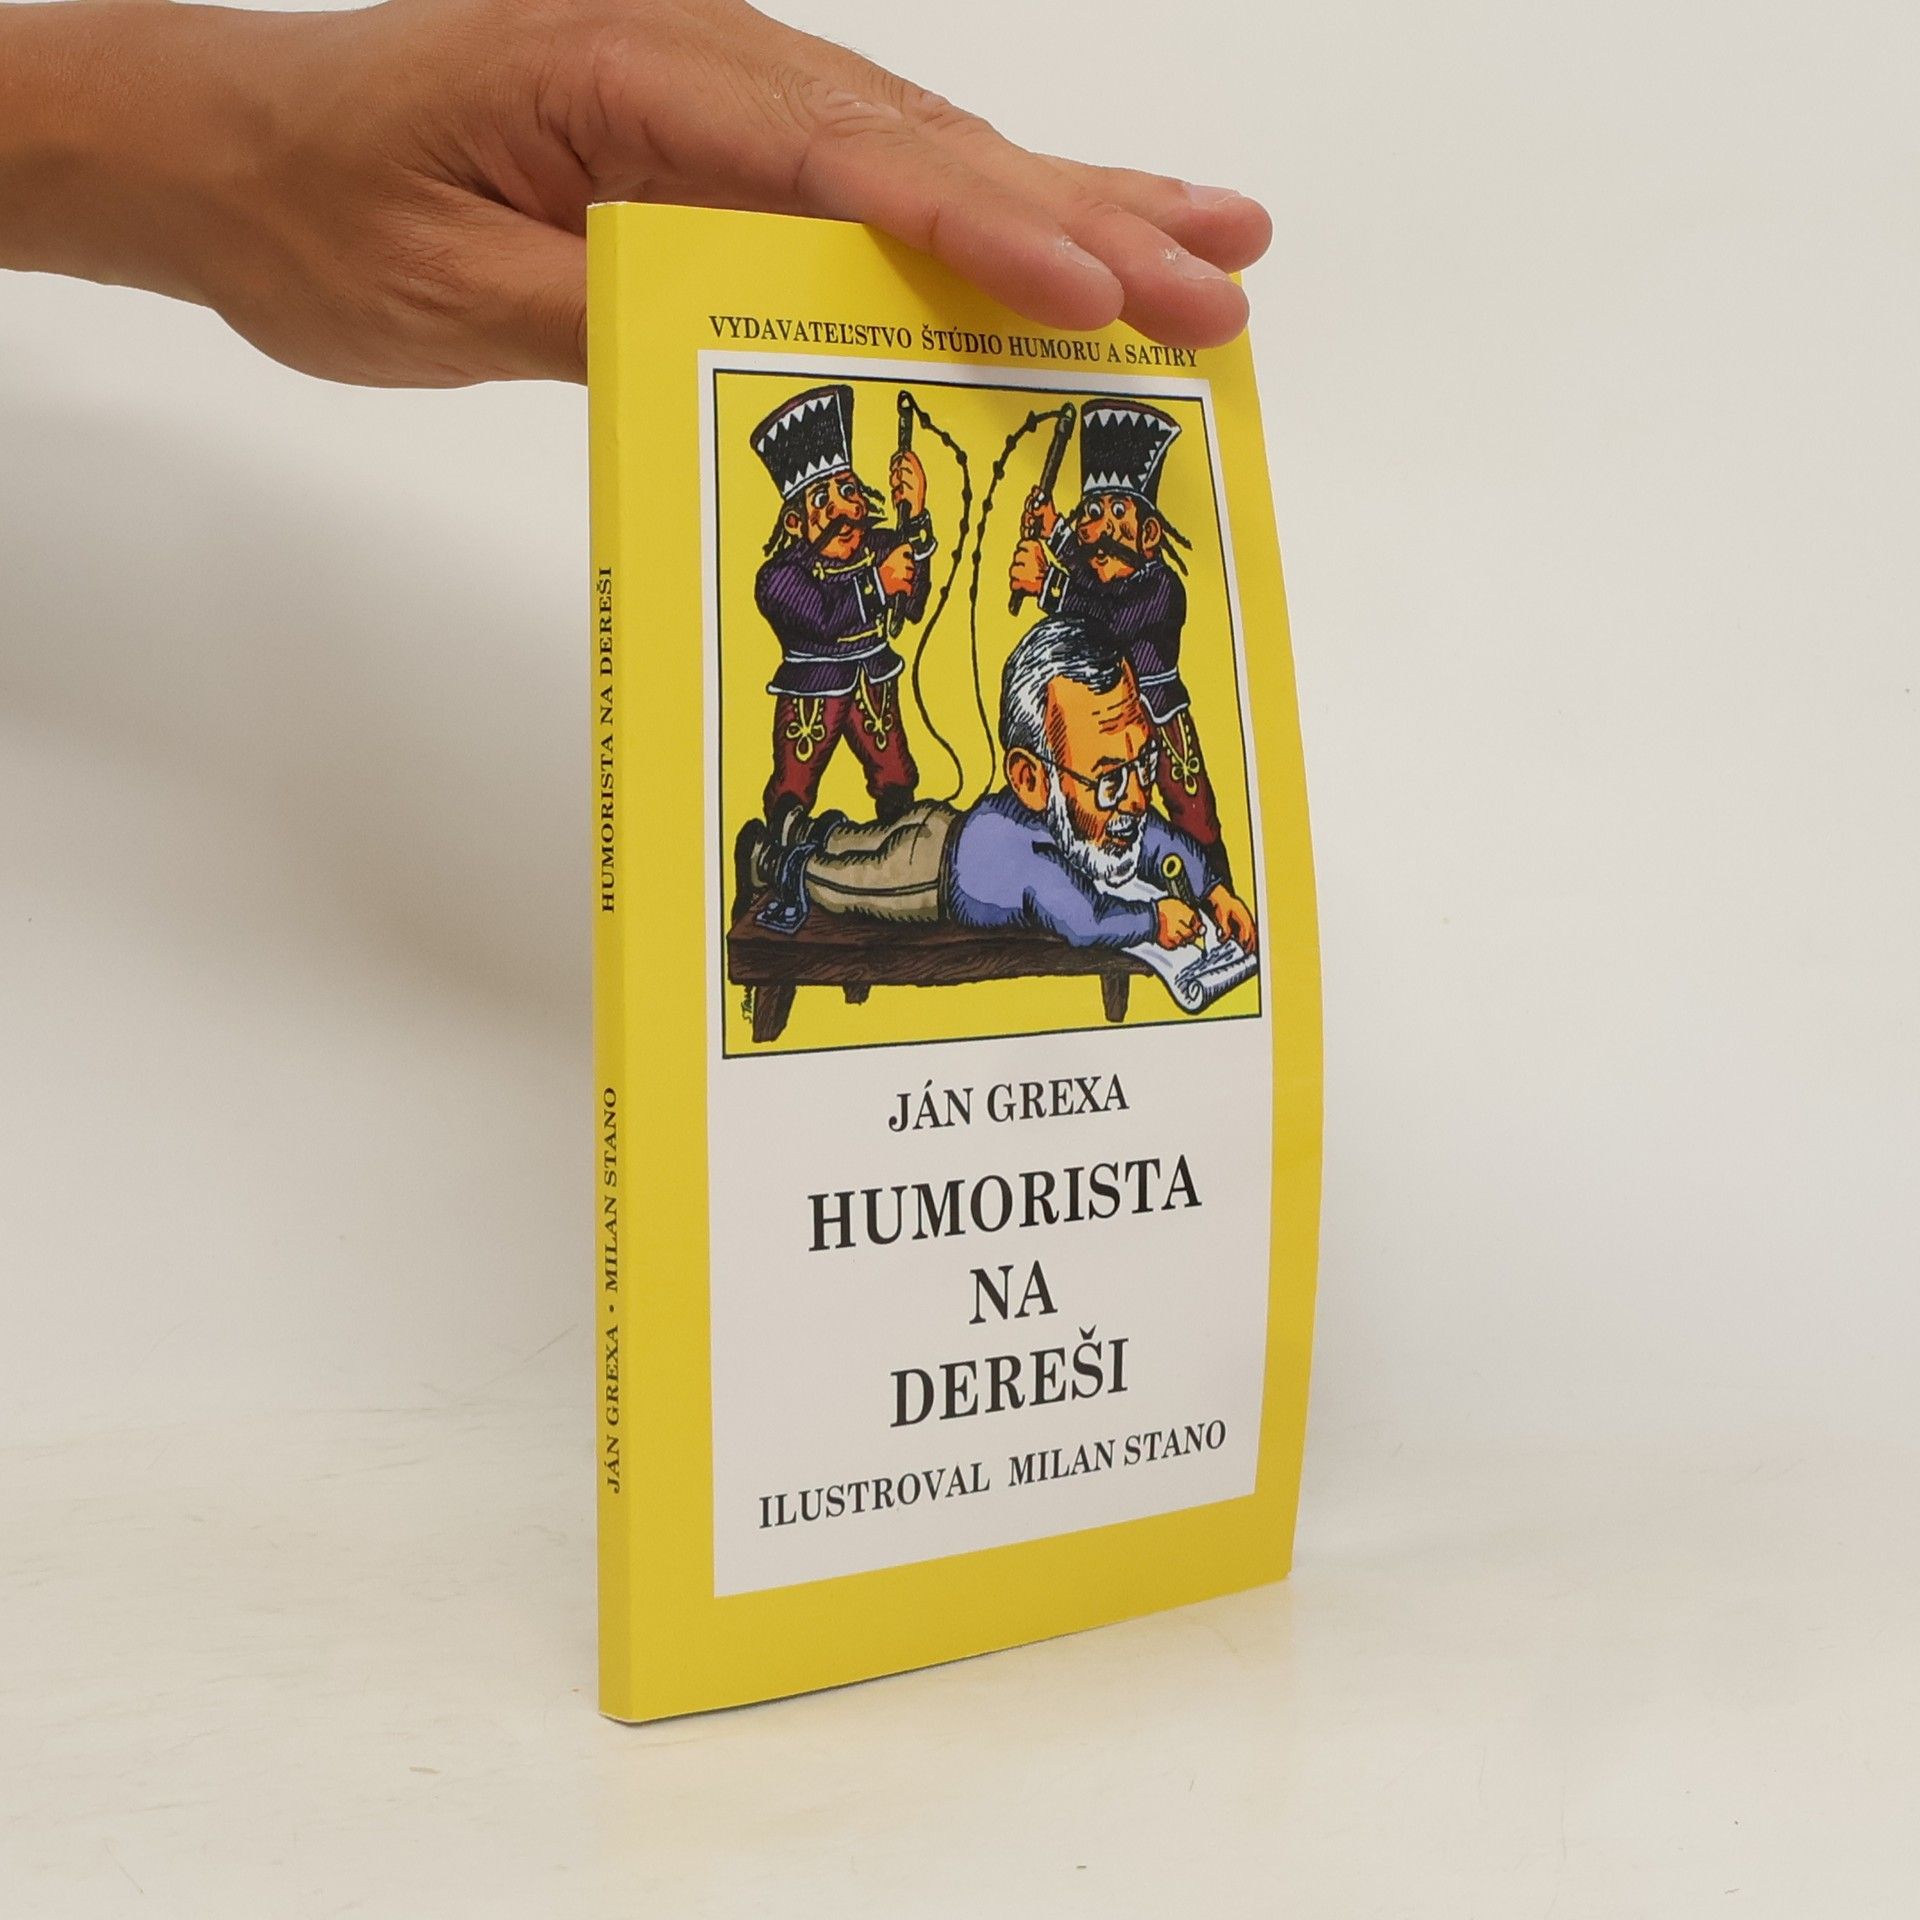 VYDAVATEĽSTVO ŠTÚDIO HUMORU A SATIRY
STANO
JÁN GREXA
HUMORISTA
NA
DEREŠI
ILUSTROVAL MILAN STANO
JÁN GREXA • MILAN STANO HUMORISTA NA DEREŠI